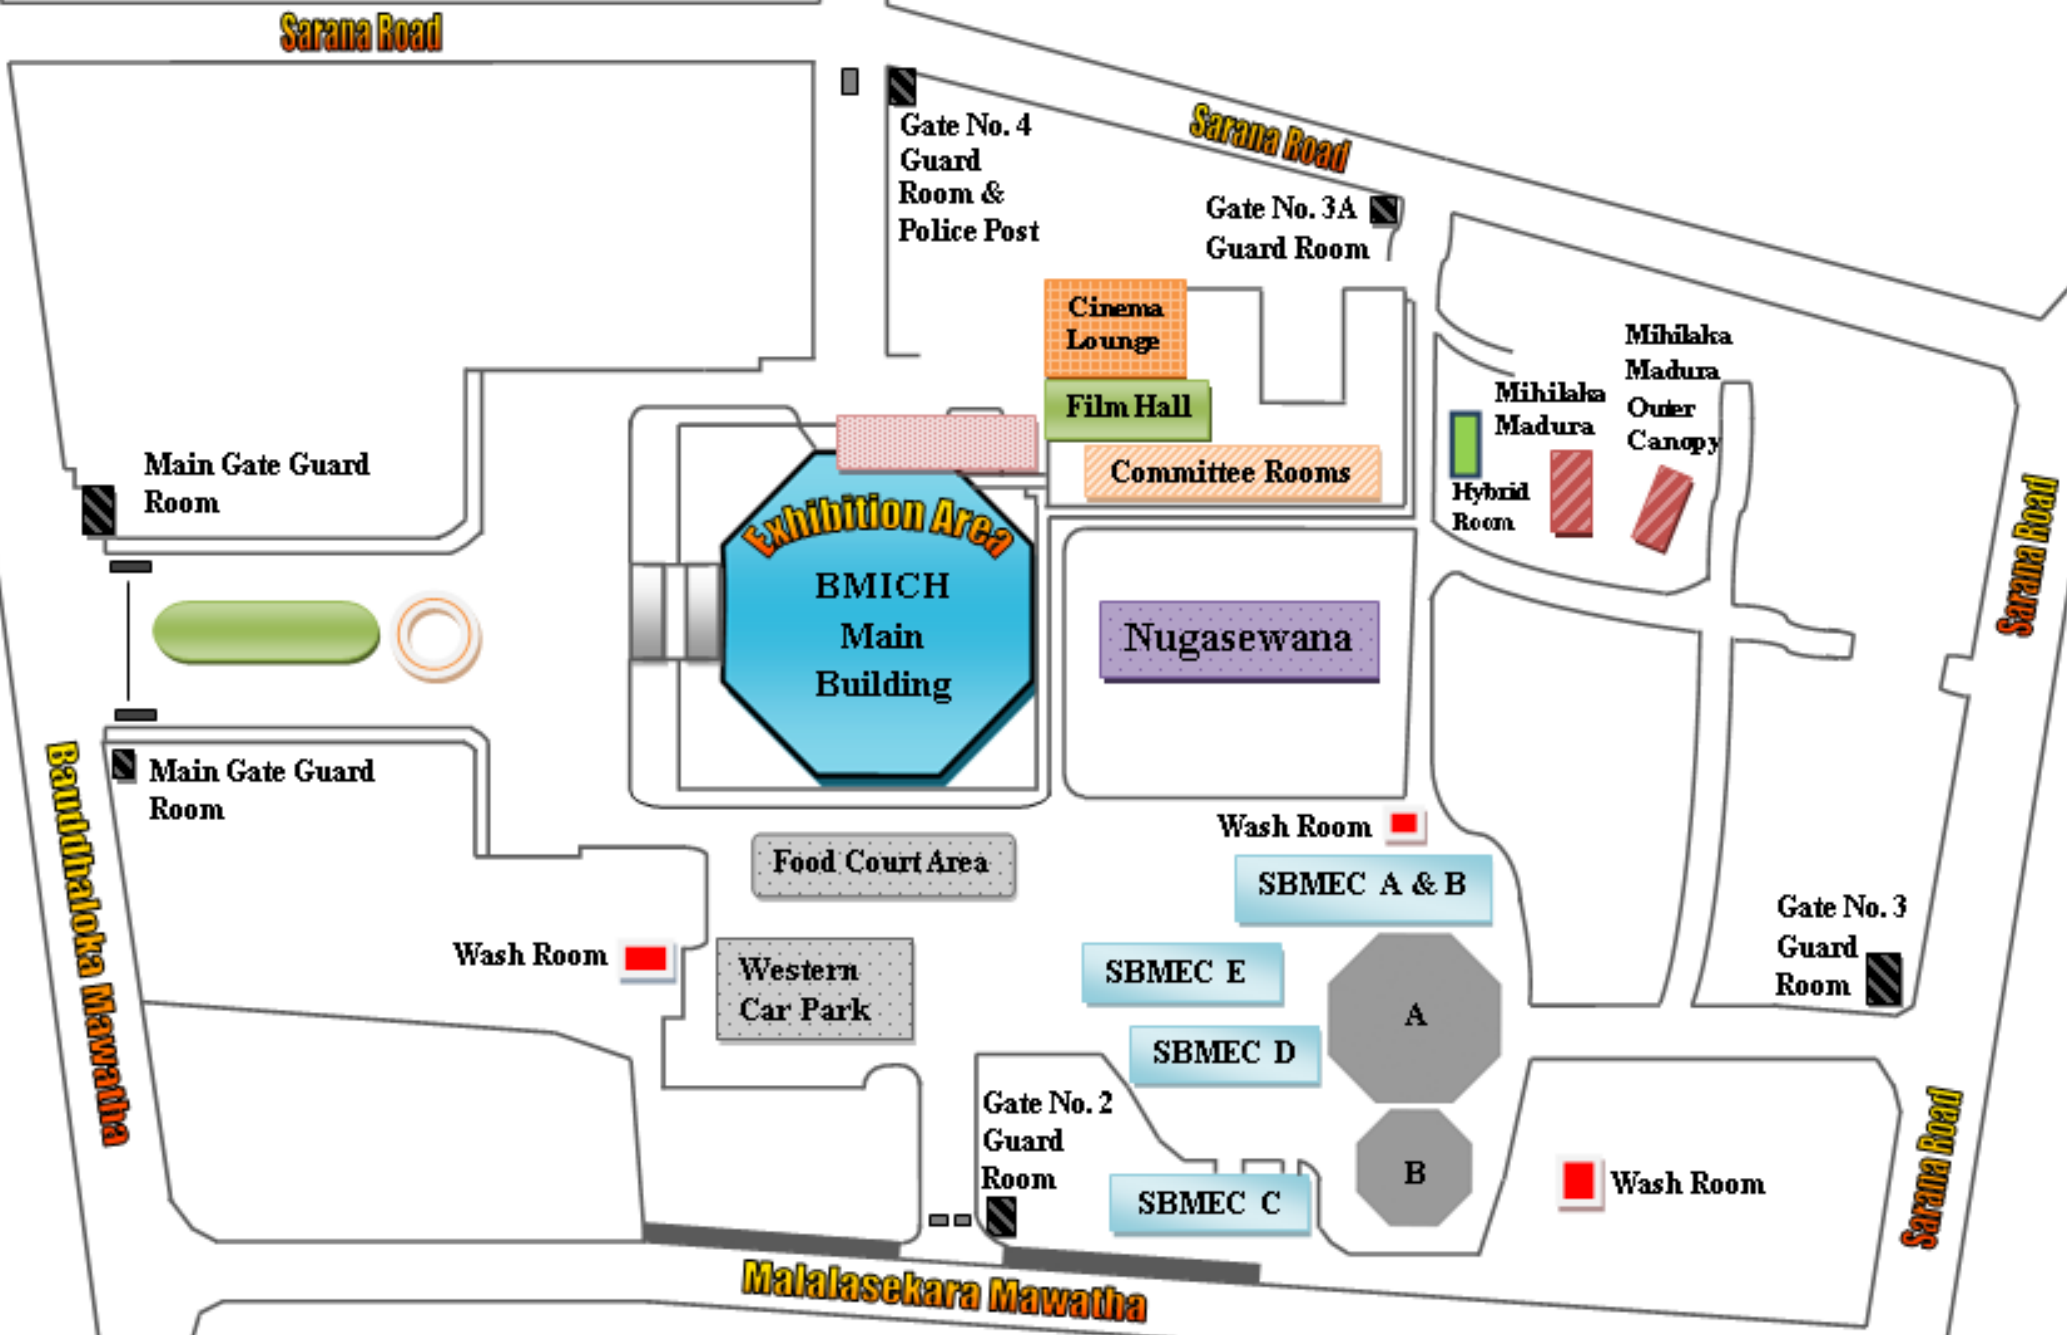 Sarana Road
Sarana Road
Gate No. 4
Guard
Room &
Police Post
Gate No. 3A
Guard Room
Cinema
Lounge
Film Hall
Committee Rooms
Mihilaka
Madura
Outer
Canopy
Mihilaka
Madura
Hybrid
Room
Main Gate Guard
Room
Exhibition Area
BMICH
Main
Building
Nugasewana
Sarana Road
Main Gate Guard
Room
Bauddhaloka Mawatha
Food Court Area
Wash Room
SBMEC A & B
Wash Room
Western
Car Park
SBMEC E
SBMEC D
A
Gate No. 3
Guard
Room
Gate No. 2
Guard
Room
SBMEC C
B
Wash Room
Sarana Road
Malalasekara Mawatha